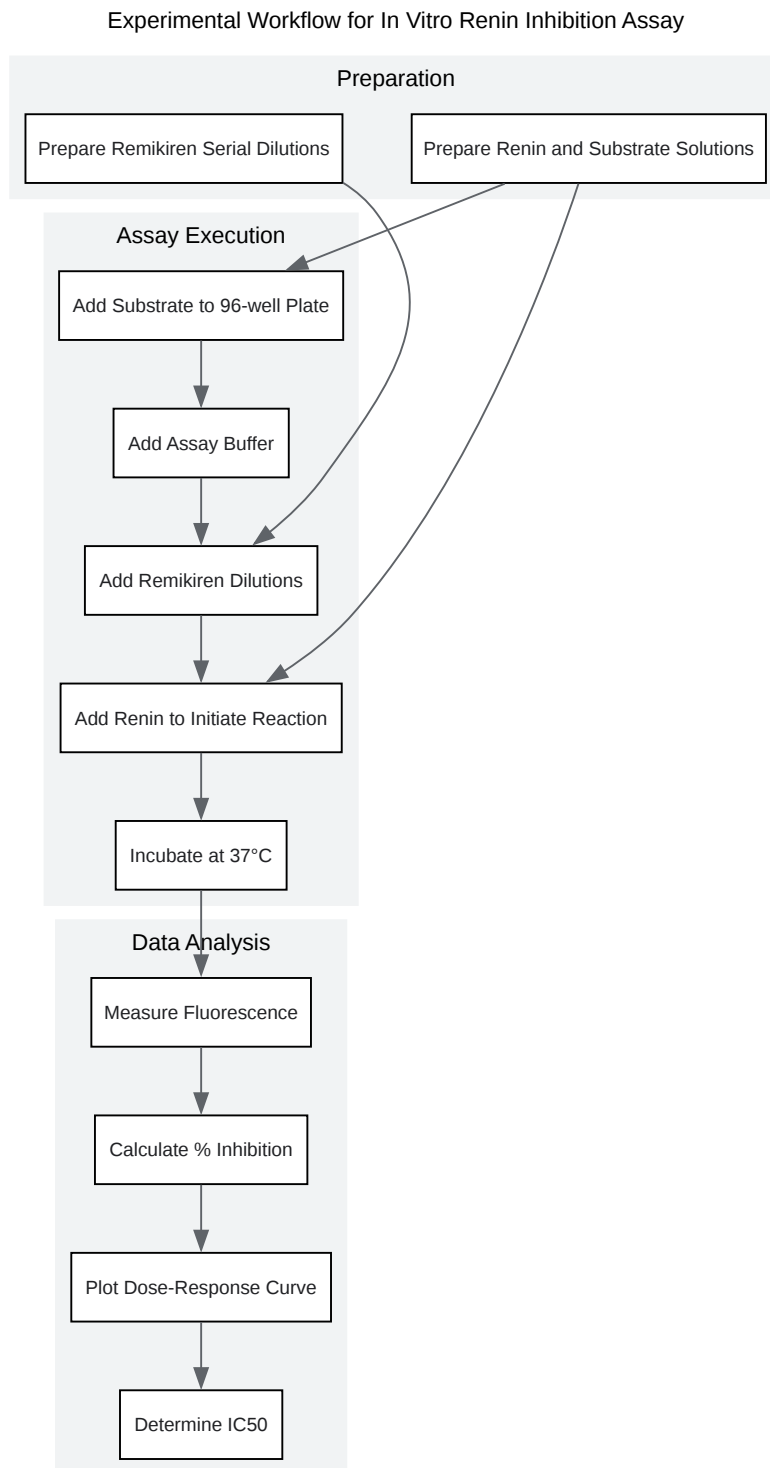 Experimental Workflow for In Vitro Renin Inhibition Assay
Preparation
Prepare Remikiren Serial Dilutions
Prepare Renin and Substrate Solutions
Assay Execution
Add Substrate to 96-well Plate
Add Assay Buffer
Add Remikiren Dilutions
Add Renin to Initiate Reaction
Incubate at 37°C
Data Analysis
Measure Fluorescence
Calculate % Inhibition
Plot Dose-Response Curve
Determine IC50